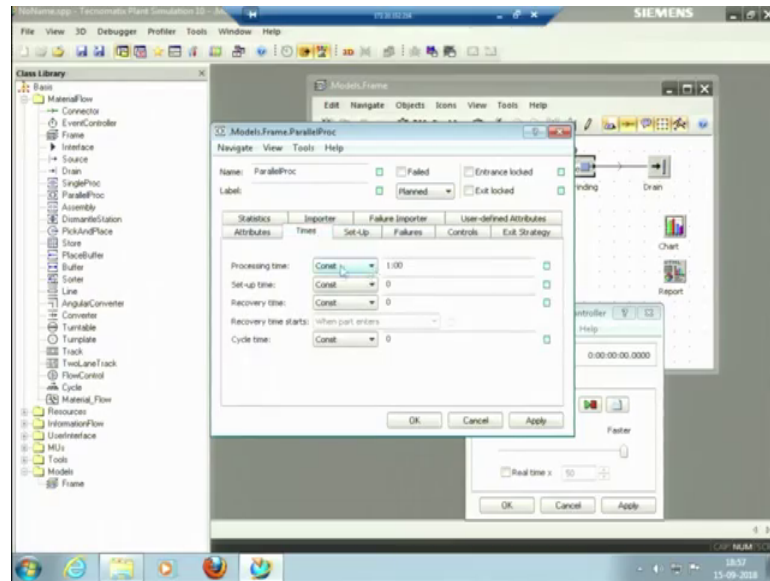 NoName.spp - Tecnomatix Plant Simulation 10
SIEMENS
File View 3D Debugger Profiler Tools Window Help
Class Library
Basis
MaterialFlow
Connector
EventController
Frame
Interface
Source
Drain
SingleProc
ParallelProc
Assembly
DismantleStation
PickAndPlace
Store
PlaceBuffer
Buffer
Sorter
Line
AngularConverter
Converter
Turntable
Turnplate
Track
TwoLaneTrack
FlowControl
Cycle
Material_Flow
Resources
InformationFlow
UserInterface
MUs
Tools
Models
Frame
.Models.Frame
Edit Navigate Objects Icons View Tools Help
nding
Drain
Chart
Report
.Models.Frame.ParallelProc
Navigate View Tools Help
Name: ParallelProc Failed Entrance locked
Label: Planned Exit locked
Statistics Importer Failure Importer User-defined Attributes
Attributes Times Set-Up Failures Controls Exit Strategy
Processing time: Const 1:00
Set-up time: Const 0
Recovery time: Const 0
Recovery time starts: When part enters
Cycle time: Const 0
OK Cancel Apply
ntroller
Help
0:00:00:00.0000
Faster
Real time x 50
OK Cancel Apply
CAP NUM
18:57
15-09-2018